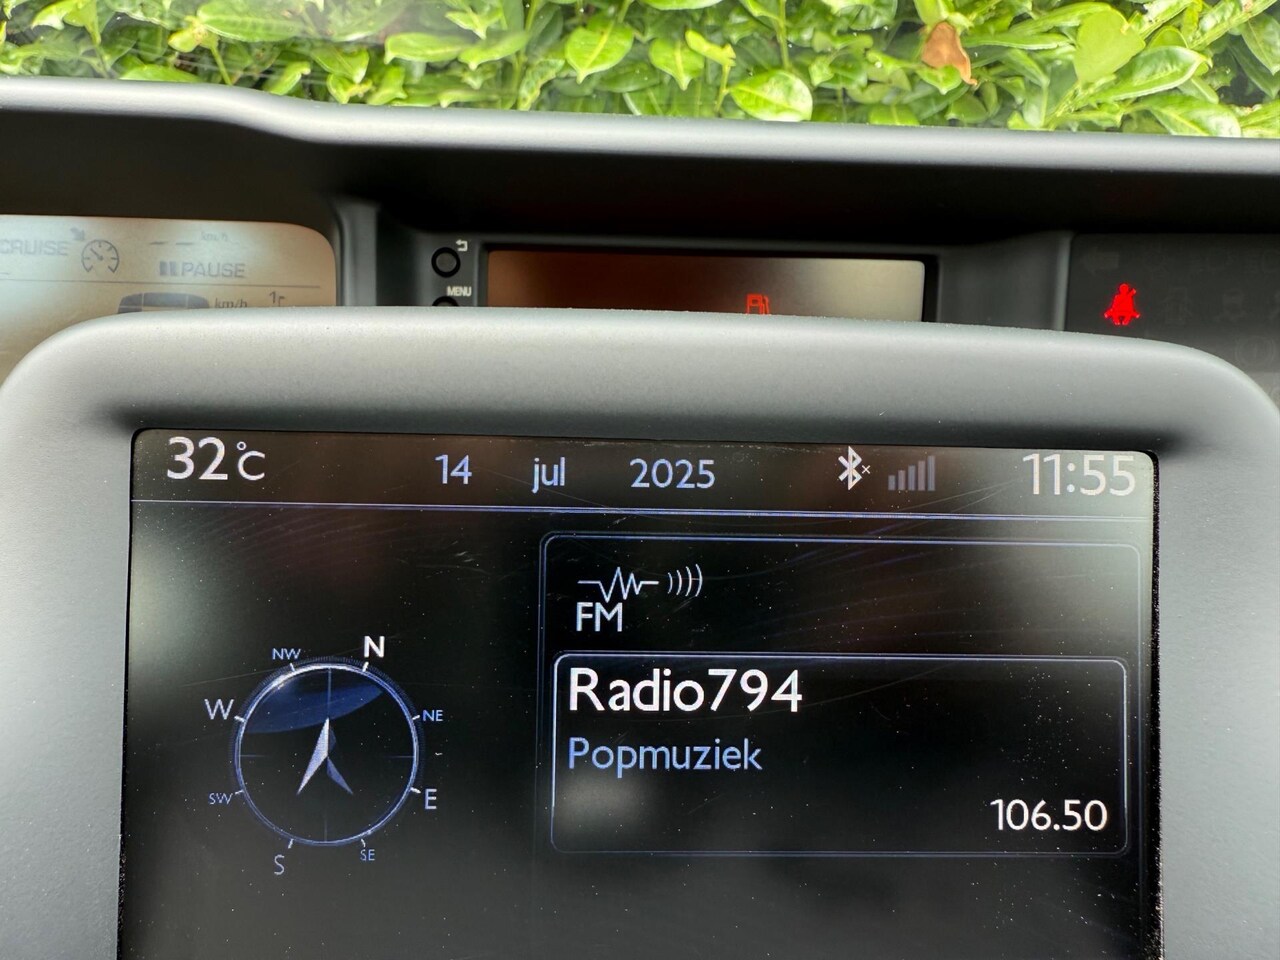 CRUISE
km/h
PAUSE
km/h
MENU
32°C 14 jul 2025 11:55
FM
Radio794
Popmuziek
106.50
N
NE
E
SE
S
SW
W
NW